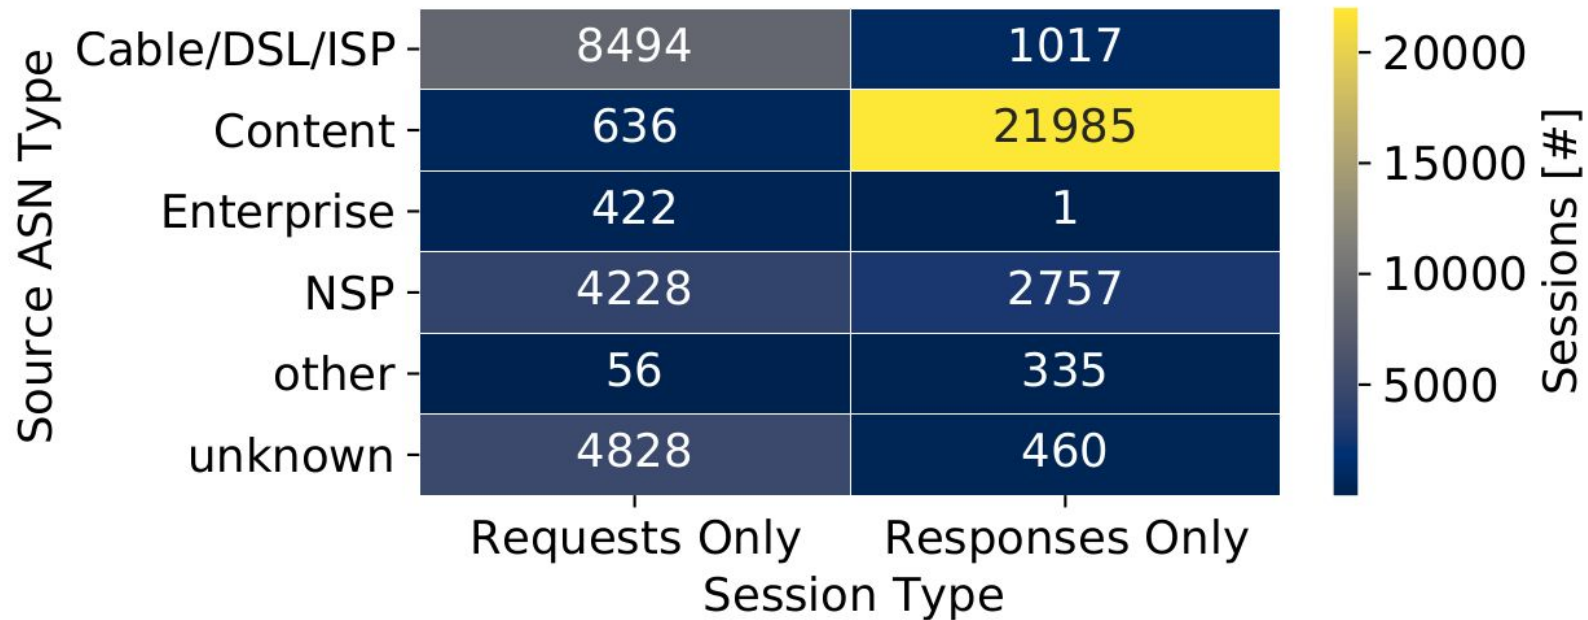 Source ASN Type
Cable/DSL/ISP 8494 1017
Content 636 21985
Enterprise 422 1
NSP 4228 2757
other 56 335
unknown 4828 460
Requests Only Responses Only
Session Type
20000
15000
10000
5000
Sessions [#]